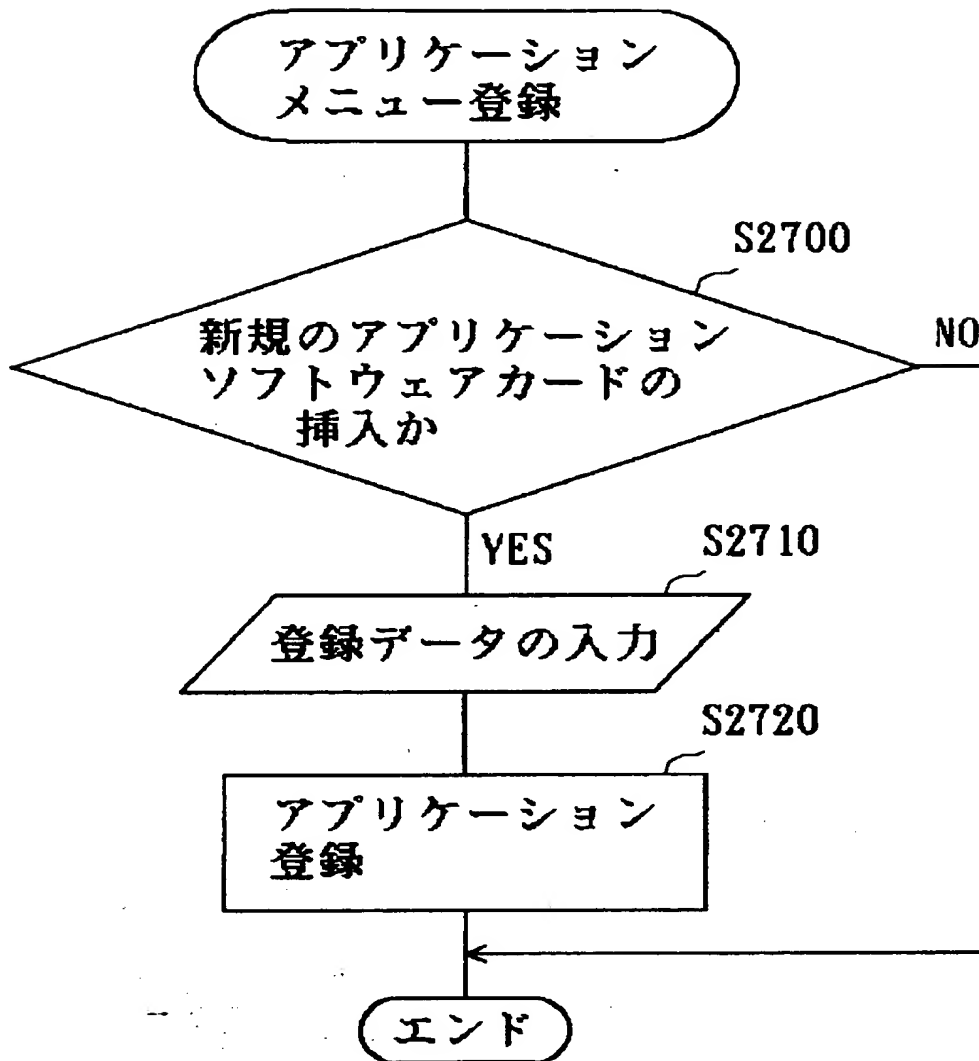 アプリケーション
メニュー登録
S2700
新規のアプリケーション
ソフトウェアカードの
挿入か
NO
YES
S2710
登録データの入力
S2720
アプリケーション
登録
エンド